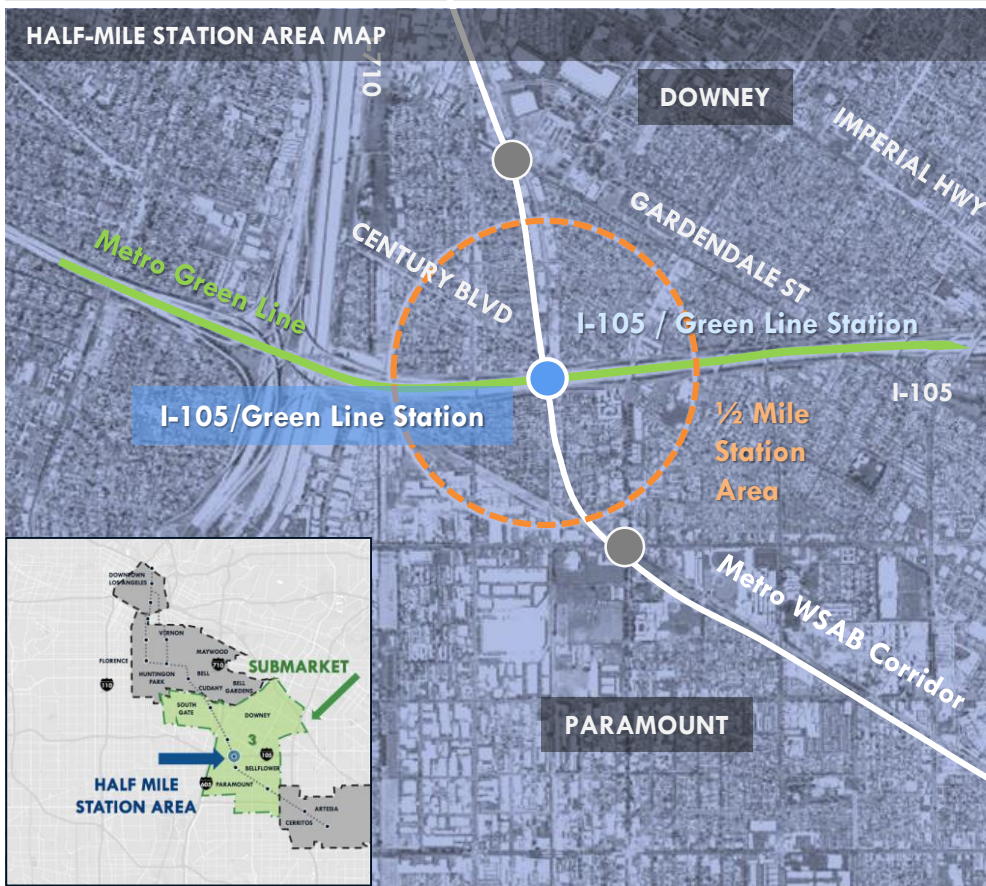 HALF-MILE STATION AREA MAP
I-710
DOWNEY
IMPERIAL HWY
GARDENDALE ST
CENTURY BLVD
Metro Green Line
I-105 / Green Line Station
I-105
I-105/Green Line Station
½ Mile
Station
Area
Metro WSAB Corridor
PARAMOUNT
DOWNTOWN
LOS ANGELES
VERNON
MAYWOOD
FLORENCE
710
BELL
HUNTINGON
PARK
BELL
GARDENS
110
CUDAHY
SUBMARKET
SOUTH
GATE
DOWNEY
3
105
BELLFLOWER
HALF MILE
STATION AREA
605
PARAMOUNT
ARTESIA
CERRITOS